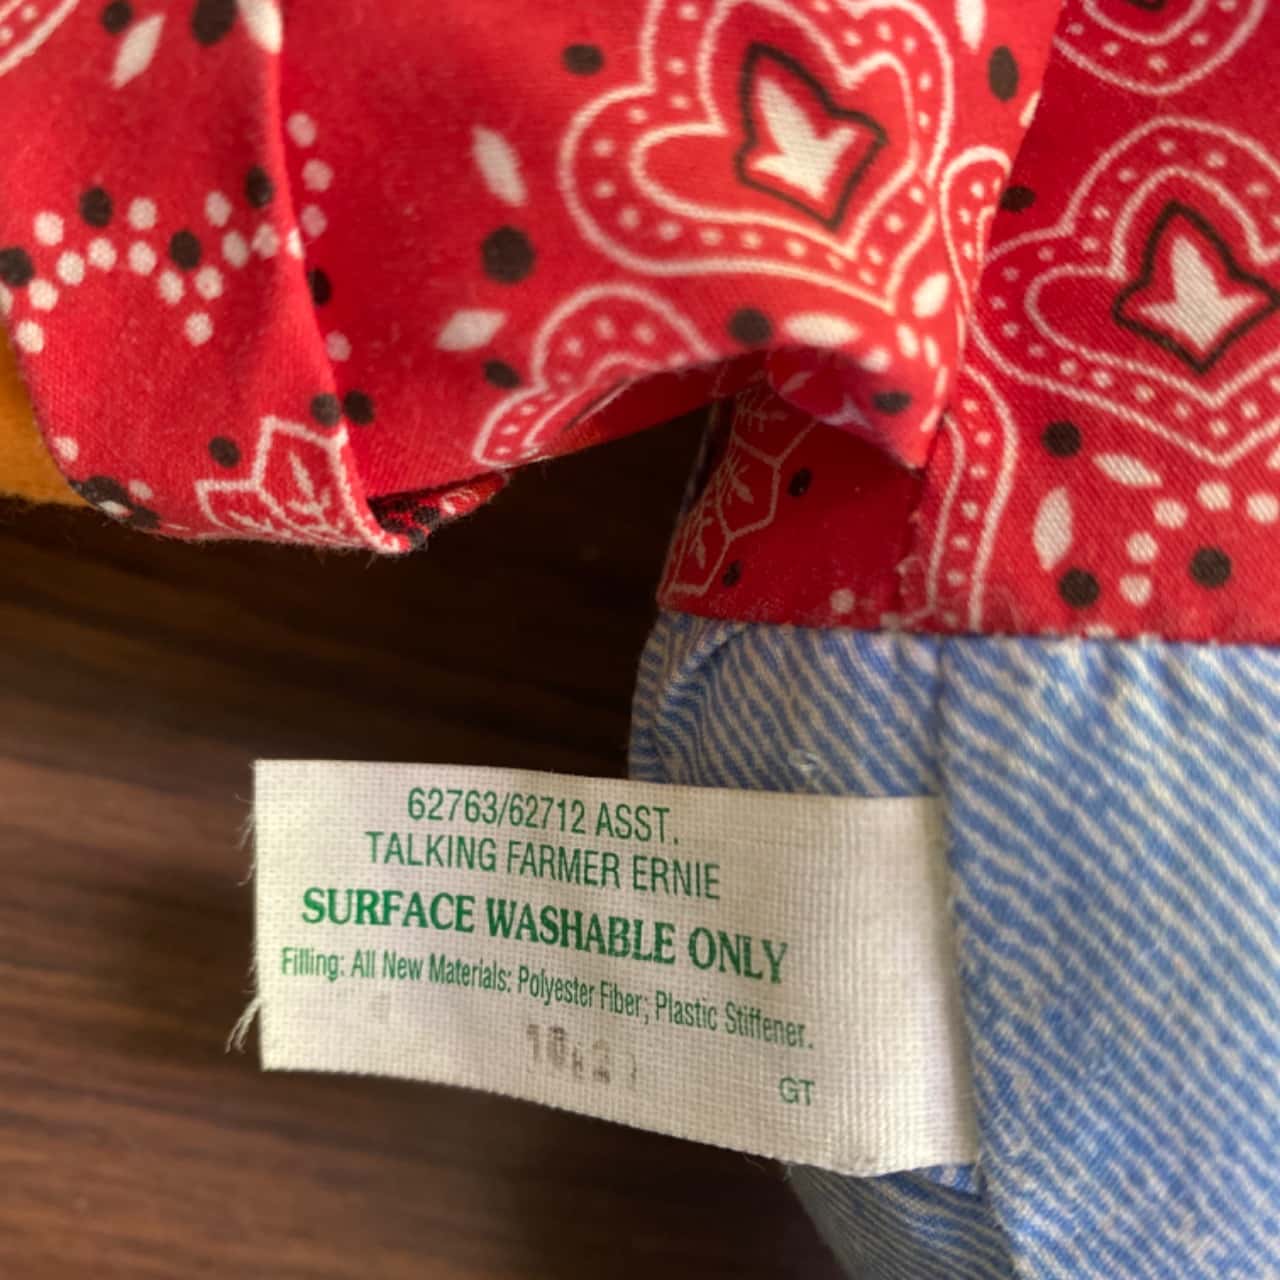 62763/62712 ASST.
TALKING FARMER ERNIE
SURFACE WASHABLE ONLY
Filling: All New Materials: Polyester Fiber; Plastic Stiffener.
GT